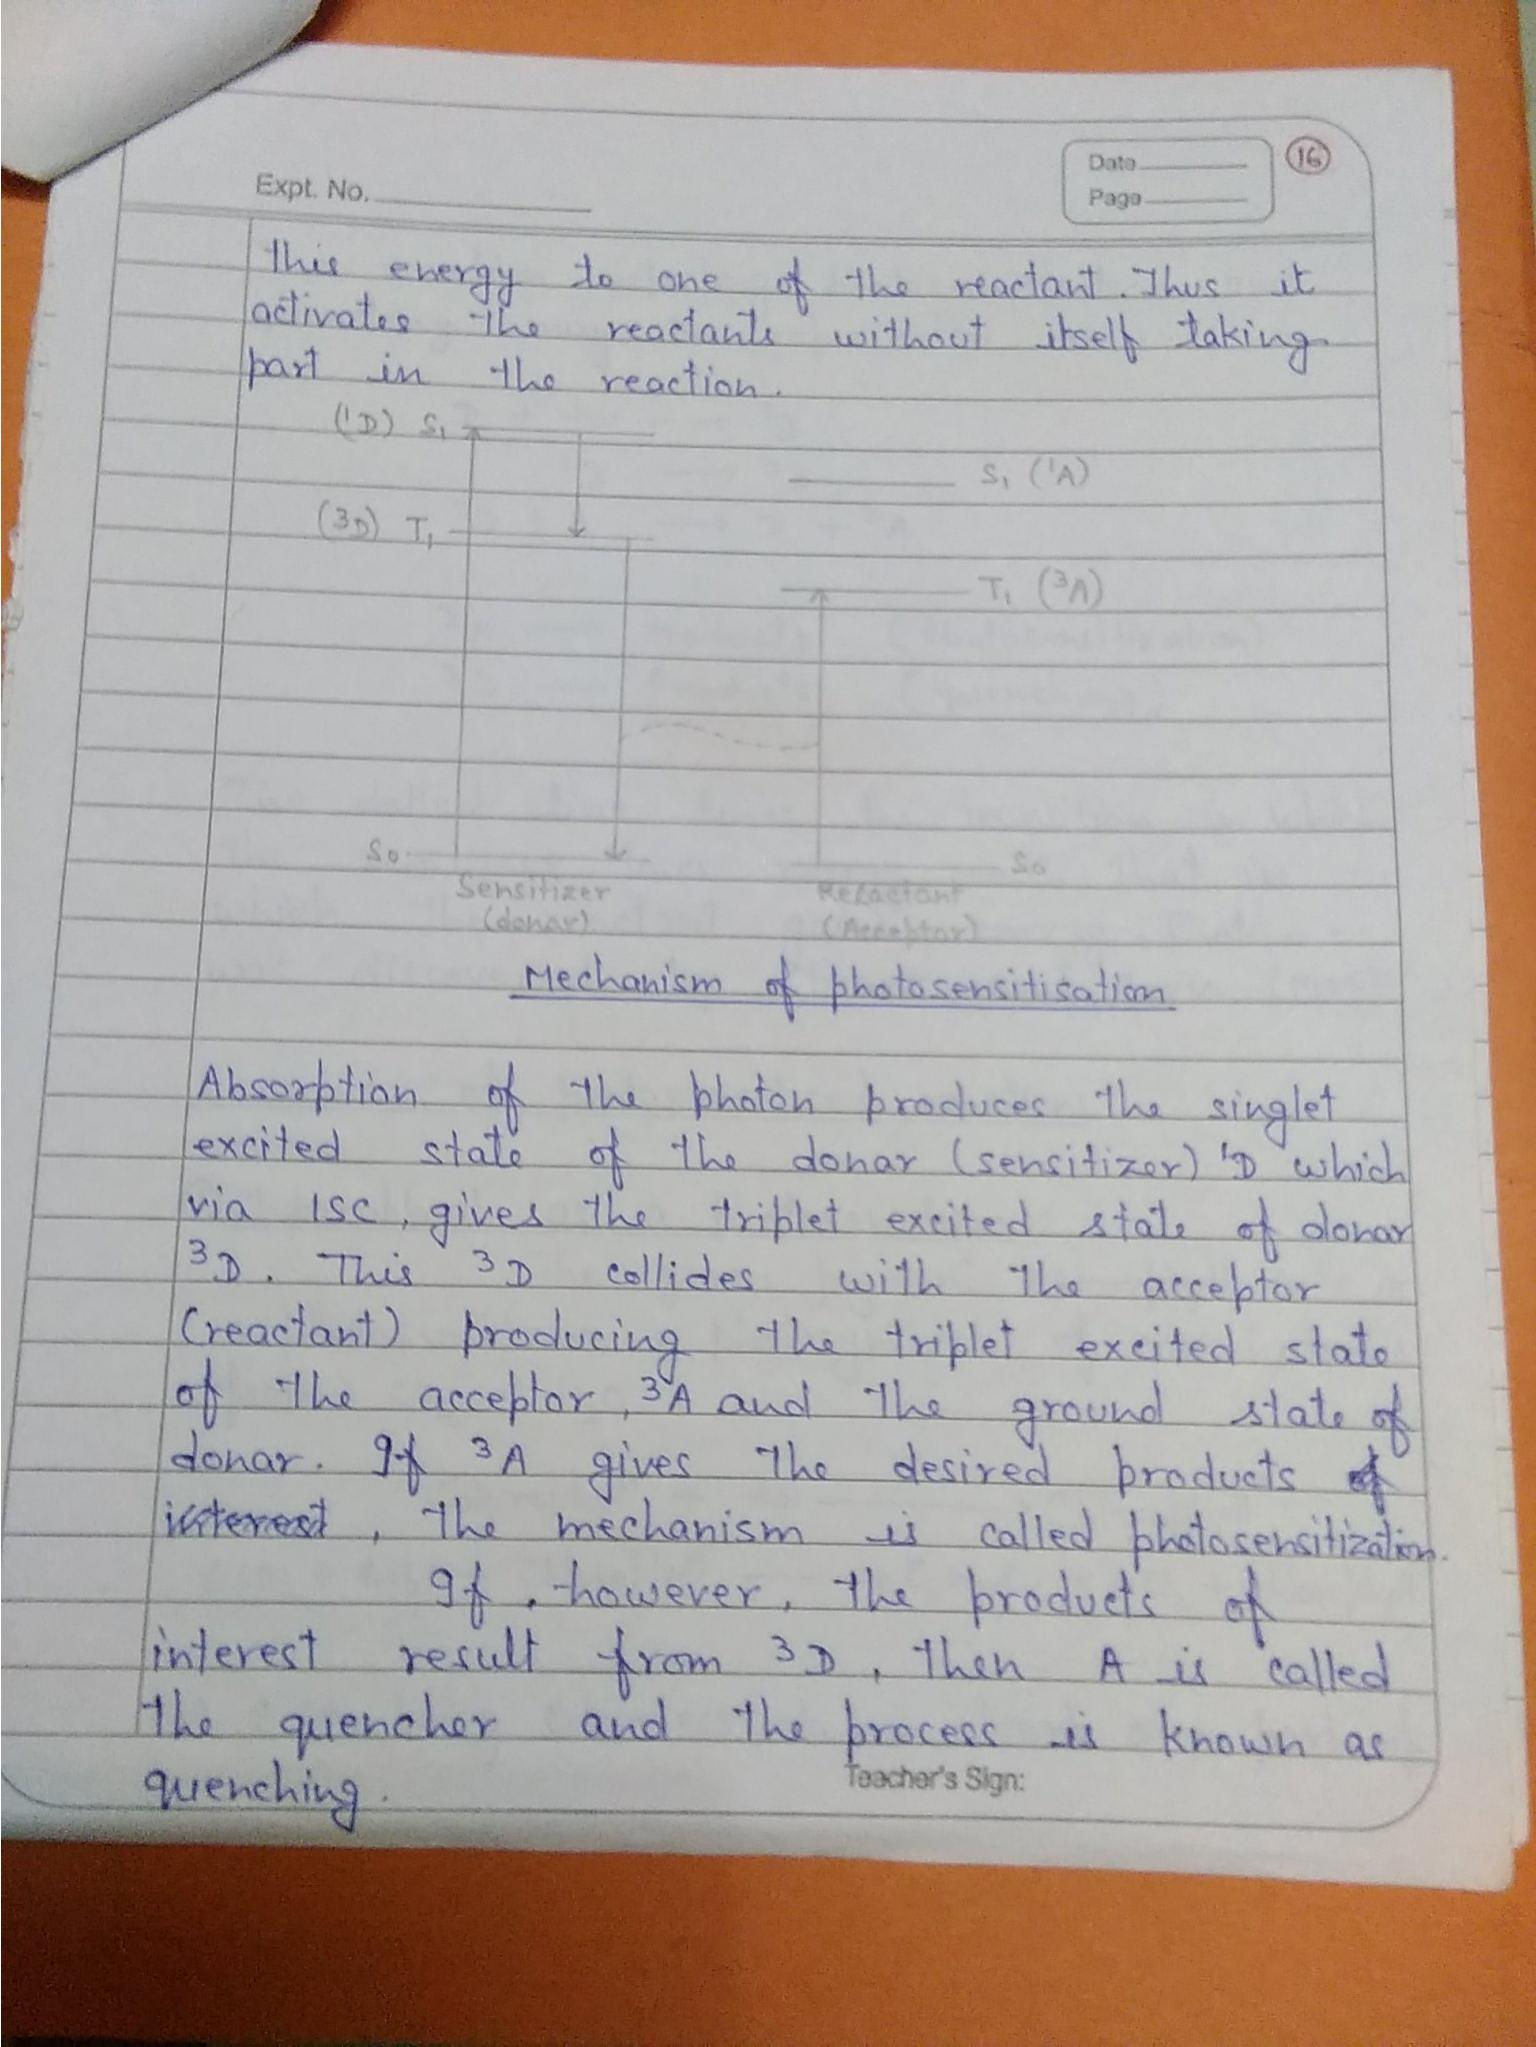 Expt. No.
Date
Page
16
this energy to one of the reactant. Thus it
activates the reactants without itself taking
part in the reaction.
(¹D) S₁
S₁ (¹A)
(3D) T₁
T₁ (³A)
S₀
S₀
Sensitizer
(donar)
Reactant
(Acceptor)
Mechanism of photosensitisation
Absorption of the photon produces the singlet
excited state of the donar (sensitizer) ¹D which
via ISC, gives the triplet excited state of donar
³D. This ³D collides with the acceptor
(reactant) producing the triplet excited state
of the acceptor, ³A and the ground state of
donar. If ³A gives the desired products of
interest, the mechanism is called photosensitization.
If, however, the products of
interest result from ³D, then A is called
the quencher and the process is known as
quenching.
Teacher's Sign: